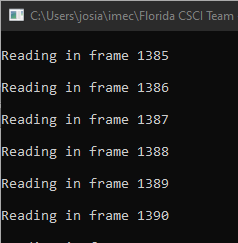 C:\Users\josia\imec\Florida CSCI Team
Reading in frame 1385
Reading in frame 1386
Reading in frame 1387
Reading in frame 1388
Reading in frame 1389
Reading in frame 1390